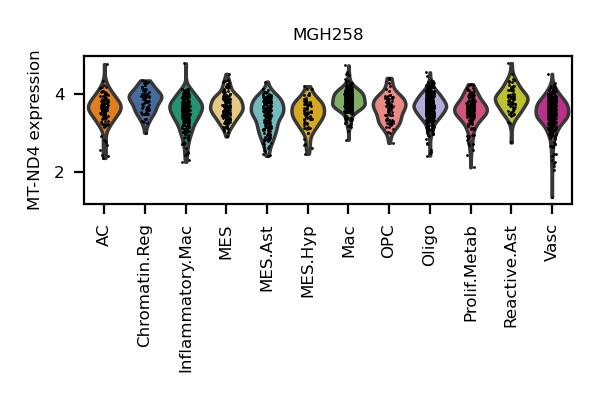 MGH258
MT-ND4 expression
4
2
AC
Chromatin.Reg
Inflammatory.Mac
MES
MES.Ast
MES.Hyp
Mac
OPC
Oligo
Prolif.Metab
Reactive.Ast
Vasc